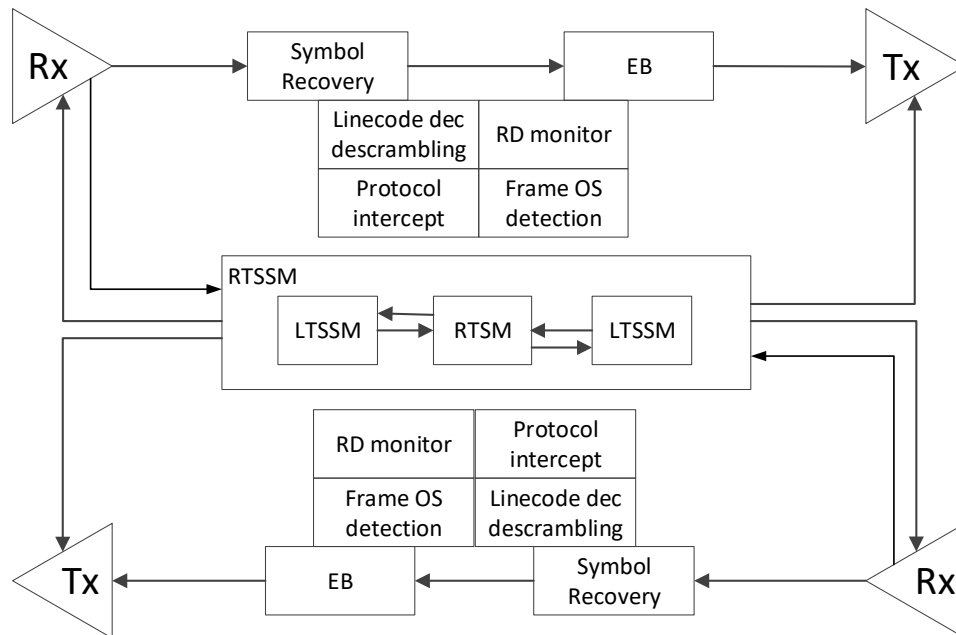 Rx
Symbol
Recovery
EB
Tx
Linecode dec
descrambling
RD monitor
Protocol
intercept
Frame OS
detection
RTSSM
LTSSM
RTSM
LTSSM
RD monitor
Protocol
intercept
Frame OS
detection
Linecode dec
descrambling
Tx
EB
Symbol
Recovery
Rx